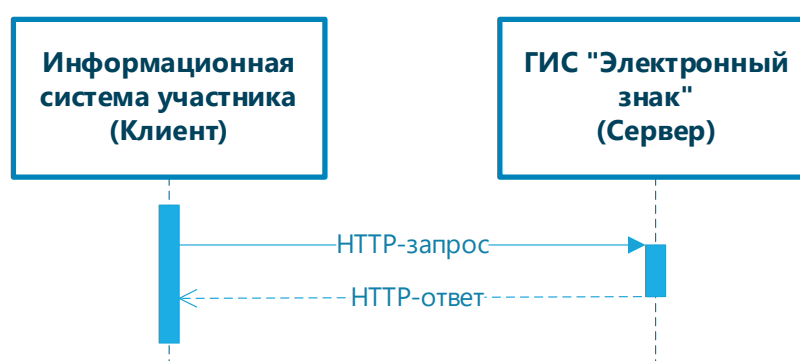 Информационная
система участника
(Клиент)
ГИС "Электронный
знак"
(Сервер)
HTTP-запрос
HTTP-ответ